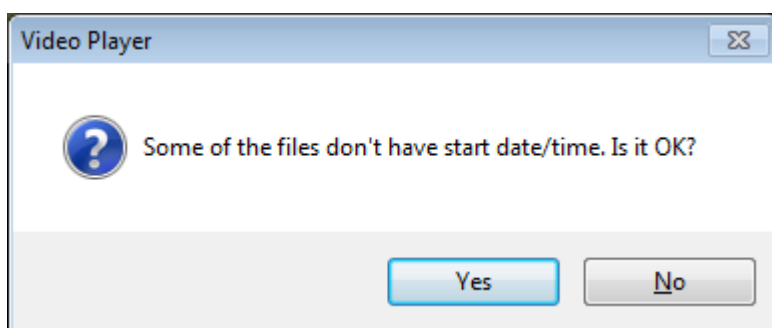 Video Player
Some of the files don't have start date/time. Is it OK?
Yes
No